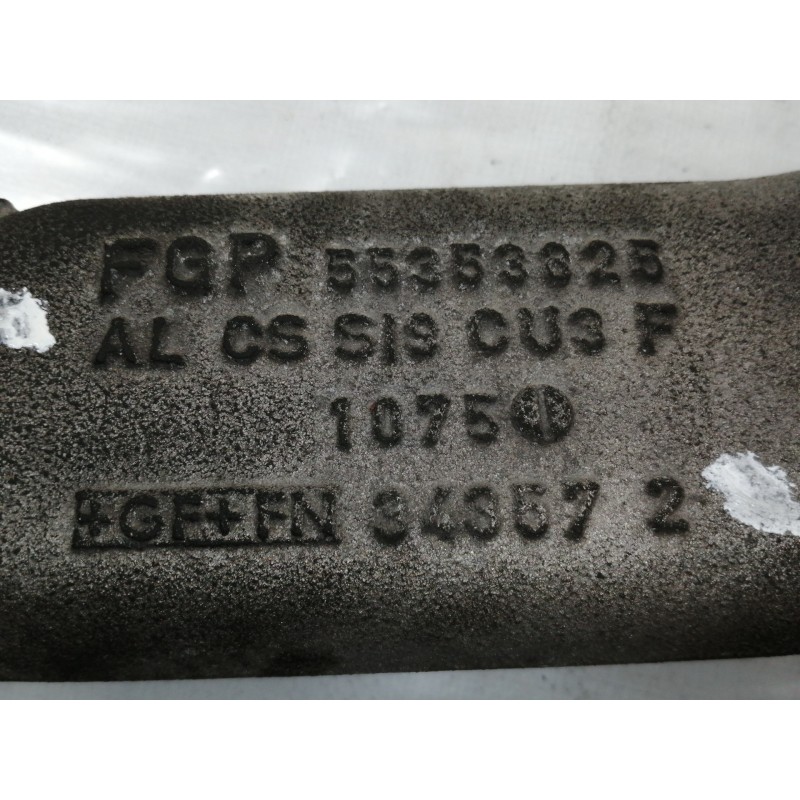 FGP 55353825
AL CS SI9 CU3 F
1075
+GF+FN 34357 2